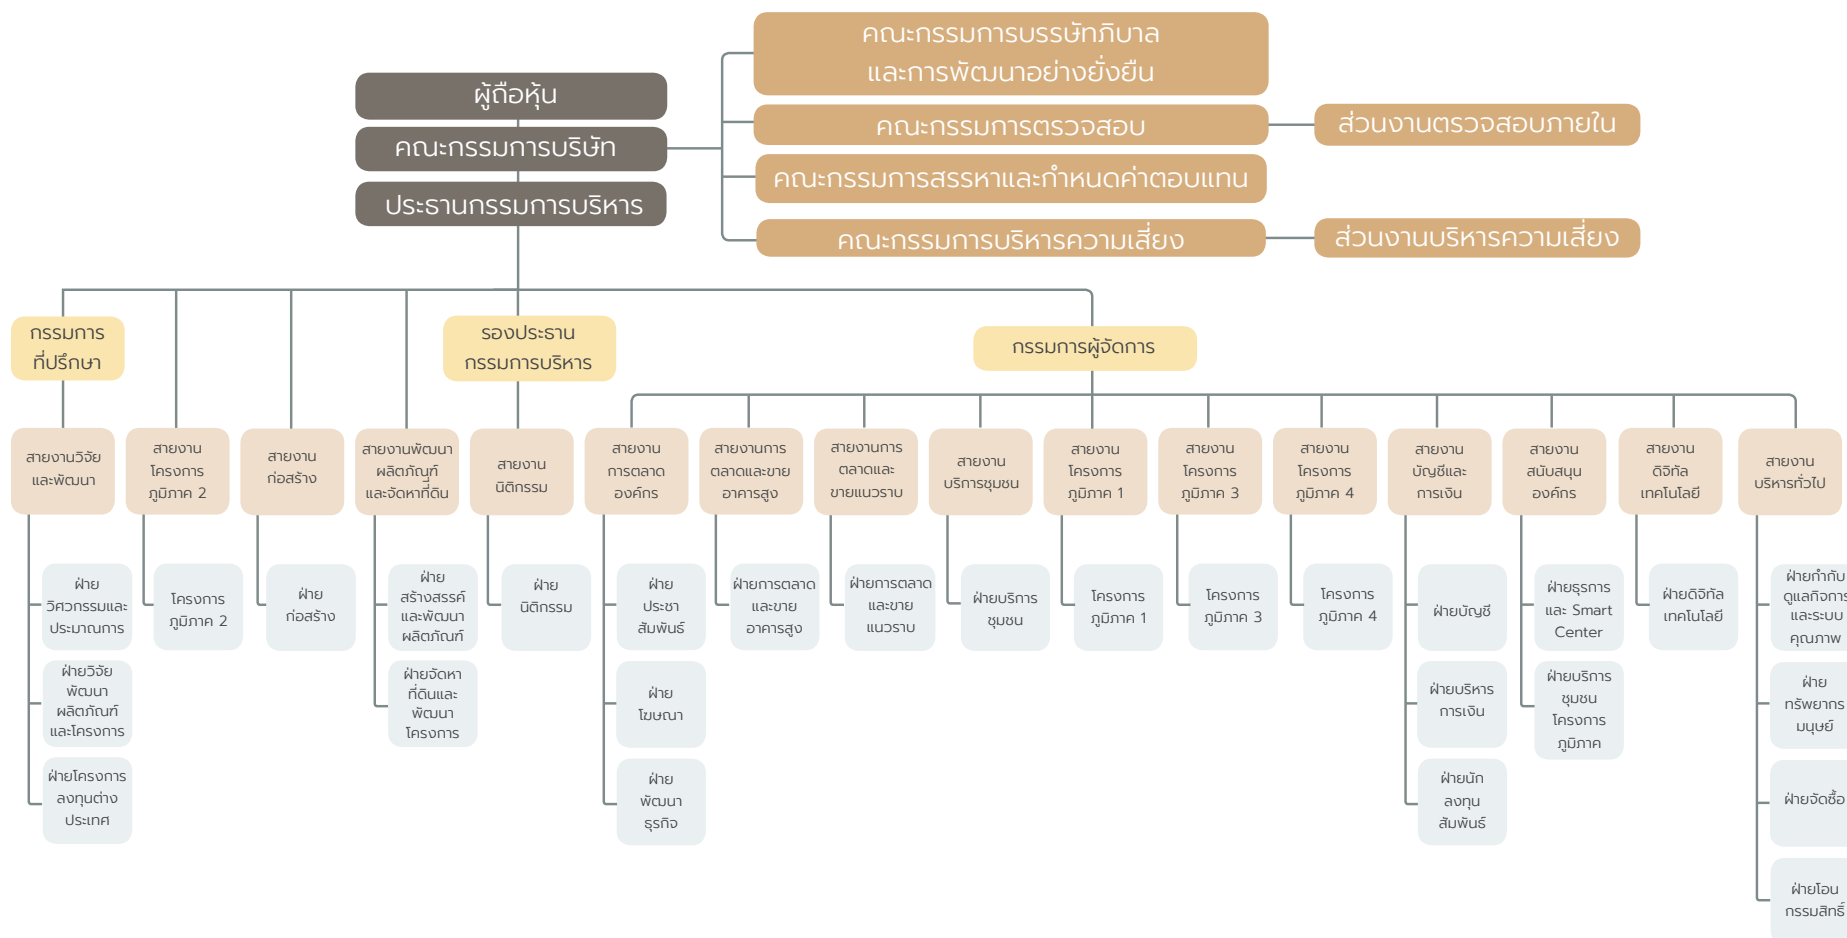 คณะกรรมการบรรษัทภิบาล
และการพัฒนาอย่างยั่งยืน
ผู้ถือหุ้น
คณะกรรมการตรวจสอบ
ส่วนงานตรวจสอบภายใน
คณะกรรมการบริษัท
คณะกรรมการสรรหาและกำหนดค่าตอบแทน
ประธานกรรมการบริหาร
คณะกรรมการบริหารความเสี่ยง
ส่วนงานบริหารความเสี่ยง
กรรมการ
ที่ปรึกษา
รองประธาน
กรรมการบริหาร
กรรมการผู้จัดการ
สายงานวิจัย
และพัฒนา
สายงาน
โครงการ
ภูมิภาค 2
สายงาน
ก่อสร้าง
สายงานพัฒนา
ผลิตภัณฑ์
และจัดหาที่ดิน
สายงาน
นิติกรรม
สายงาน
การตลาด
องค์กร
สายงานการ
ตลาดและขาย
อาคารสูง
สายงานการ
ตลาดและ
ขายแนวราบ
สายงาน
บริการชุมชน
สายงาน
โครงการ
ภูมิภาค 1
สายงาน
โครงการ
ภูมิภาค 3
สายงาน
โครงการ
ภูมิภาค 4
สายงาน
บัญชีและ
การเงิน
สายงาน
สนับสนุน
องค์กร
สายงาน
ดิจิทัล
เทคโนโลยี
สายงาน
บริหารทั่วไป
ฝ่าย
วิศวกรรมและ
ประมาณการ
โครงการ
ภูมิภาค 2
ฝ่าย
ก่อสร้าง
ฝ่าย
สร้างสรรค์
และพัฒนา
ผลิตภัณฑ์
ฝ่าย
นิติกรรม
ฝ่าย
ประชา
สัมพันธ์
ฝ่ายการตลาด
และขาย
อาคารสูง
ฝ่ายการตลาด
และขาย
แนวราบ
ฝ่ายบริการ
ชุมชน
โครงการ
ภูมิภาค 1
โครงการ
ภูมิภาค 3
โครงการ
ภูมิภาค 4
ฝ่ายบัญชี
ฝ่ายธุรการ
และ Smart
Center
ฝ่ายดิจิทัล
เทคโนโลยี
ฝ่ายกำกับ
ดูแลกิจการ
และระบบ
คุณภาพ
ฝ่ายวิจัย
พัฒนา
ผลิตภัณฑ์
และโครงการ
ฝ่ายจัดหา
ที่ดินและ
พัฒนา
โครงการ
ฝ่าย
โฆษณา
ฝ่ายบริหาร
การเงิน
ฝ่ายบริการ
ชุมชน
โครงการ
ภูมิภาค
ฝ่าย
ทรัพยากร
มนุษย์
ฝ่ายโครงการ
ลงทุนต่าง
ประเทศ
ฝ่าย
พัฒนา
ธุรกิจ
ฝ่ายนัก
ลงทุน
สัมพันธ์
ฝ่ายจัดซื้อ
ฝ่ายโอน
กรรมสิทธิ์